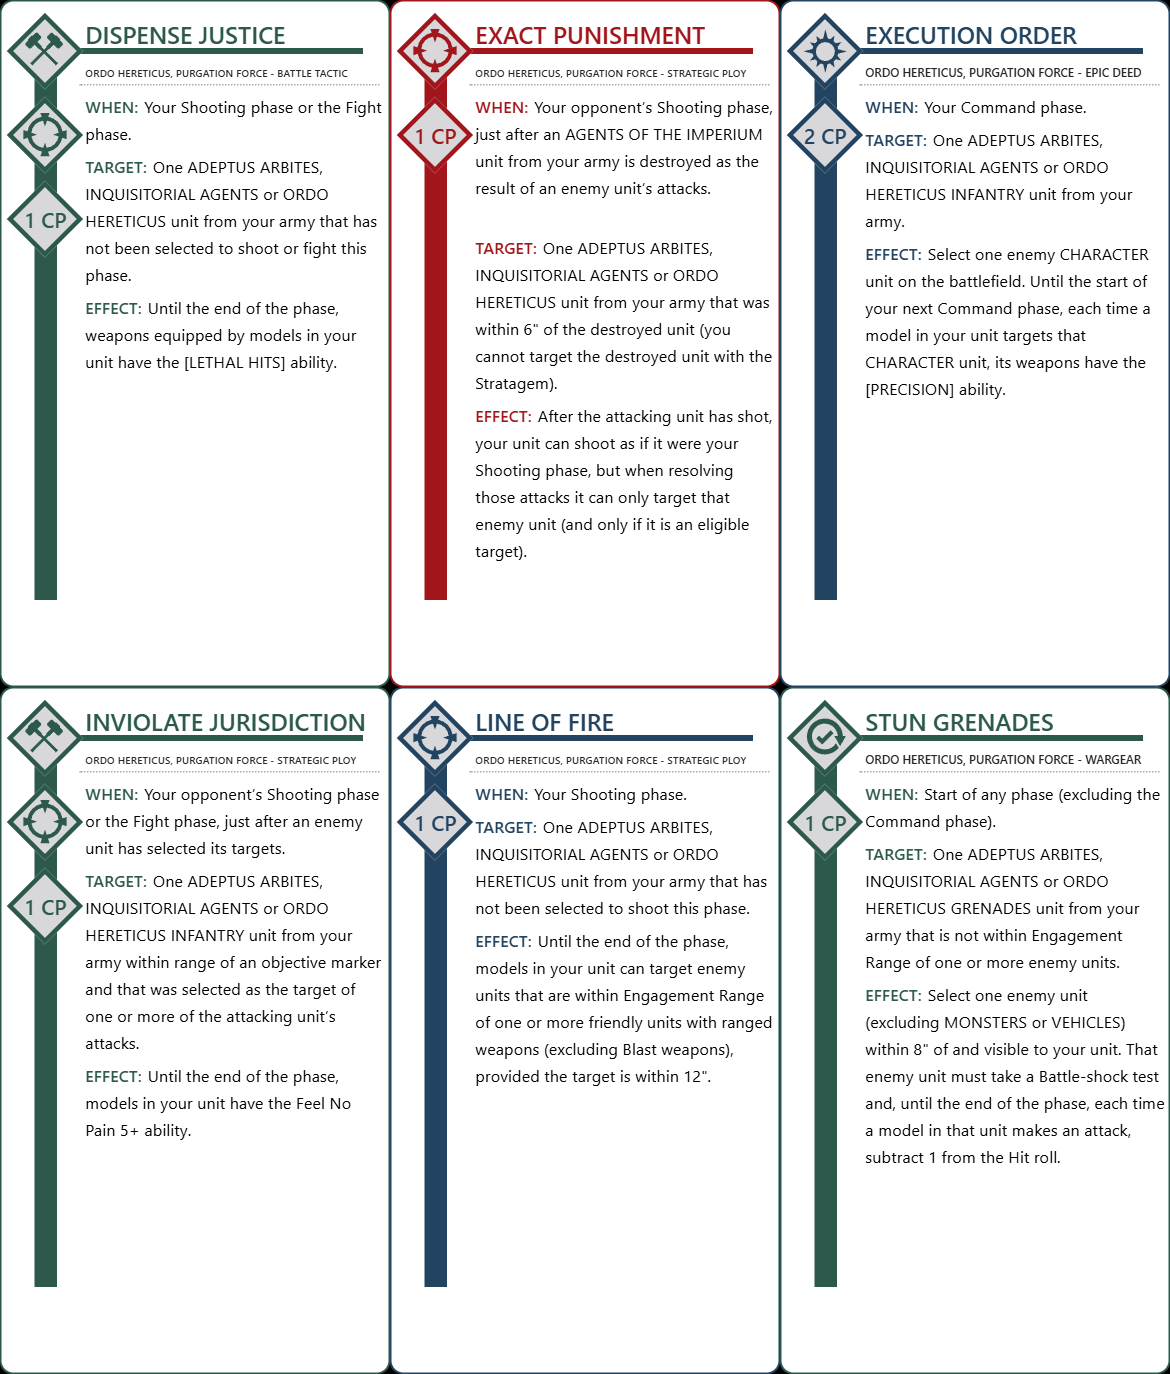 DISPENSE JUSTICE
ORDO HERETICUS, PURGATION FORCE - BATTLE TACTIC
WHEN: Your Shooting phase or the Fight
phase.
1 CP
TARGET: One ADEPTUS ARBITES,
INQUISITORIAL AGENTS or ORDO
HERETICUS unit from your army that has
not been selected to shoot or fight this
phase.
EFFECT: Until the end of the phase,
weapons equipped by models in your
unit have the [LETHAL HITS] ability.
EXACT PUNISHMENT
ORDO HERETICUS, PURGATION FORCE - STRATEGIC PLOY
1 CP
WHEN: Your opponent's Shooting phase,
just after an AGENTS OF THE IMPERIUM
unit from your army is destroyed as the
result of an enemy unit's attacks.
TARGET: One ADEPTUS ARBITES,
INQUISITORIAL AGENTS or ORDO
HERETICUS unit from your army that was
within 6" of the destroyed unit (you
cannot target the destroyed unit with the
Stratagem).
EFFECT: After the attacking unit has shot,
your unit can shoot as if it were your
Shooting phase, but when resolving
those attacks it can only target that
enemy unit (and only if it is an eligible
target).
EXECUTION ORDER
ORDO HERETICUS, PURGATION FORCE - EPIC DEED
2 CP
WHEN: Your Command phase.
TARGET: One ADEPTUS ARBITES,
INQUISITORIAL AGENTS or ORDO
HERETICUS INFANTRY unit from your
army.
EFFECT: Select one enemy CHARACTER
unit on the battlefield. Until the start of
your next Command phase, each time a
model in your unit targets that
CHARACTER unit, its weapons have the
[PRECISION] ability.
INVIOLATE JURISDICTION
ORDO HERETICUS, PURGATION FORCE - STRATEGIC PLOY
WHEN: Your opponent's Shooting phase
or the Fight phase, just after an enemy
unit has selected its targets.
1 CP
TARGET: One ADEPTUS ARBITES,
INQUISITORIAL AGENTS or ORDO
HERETICUS INFANTRY unit from your
army within range of an objective marker
and that was selected as the target of
one or more of the attacking unit's
attacks.
EFFECT: Until the end of the phase,
models in your unit have the Feel No
Pain 5+ ability.
LINE OF FIRE
ORDO HERETICUS, PURGATION FORCE - STRATEGIC PLOY
1 CP
WHEN: Your Shooting phase.
TARGET: One ADEPTUS ARBITES,
INQUISITORIAL AGENTS or ORDO
HERETICUS unit from your army that has
not been selected to shoot this phase.
EFFECT: Until the end of the phase,
models in your unit can target enemy
units that are within Engagement Range
of one or more friendly units with ranged
weapons (excluding Blast weapons),
provided the target is within 12".
STUN GRENADES
ORDO HERETICUS, PURGATION FORCE - WARGEAR
1 CP
WHEN: Start of any phase (excluding the
Command phase).
TARGET: One ADEPTUS ARBITES,
INQUISITORIAL AGENTS or ORDO
HERETICUS GRENADES unit from your
army that is not within Engagement
Range of one or more enemy units.
EFFECT: Select one enemy unit
(excluding MONSTERS or VEHICLES)
within 8" of and visible to your unit. That
enemy unit must take a Battle-shock test
and, until the end of the phase, each time
a model in that unit makes an attack,
subtract 1 from the Hit roll.